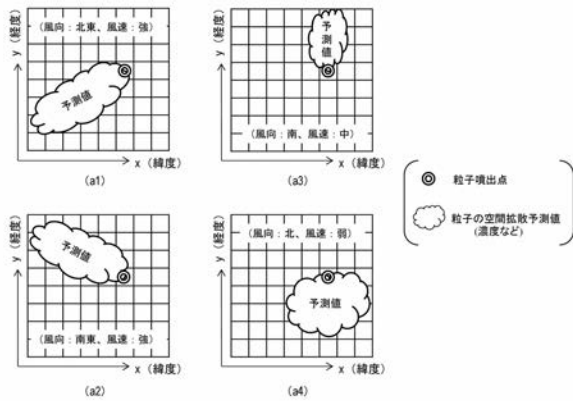 (風向：北東、風速：強)
y（経度）
予測値
x（緯度）
(a1)
y（経度）
予測値
(風向：南、風速：中)
x（緯度）
(a3)
粒子噴出点
粒子の空間拡散予測値
(濃度など)
y（経度）
予測値
(風向：南東、風速：強)
x（緯度）
(a2)
y（経度）
(風向：北、風速：弱)
予測値
x（緯度）
(a4)